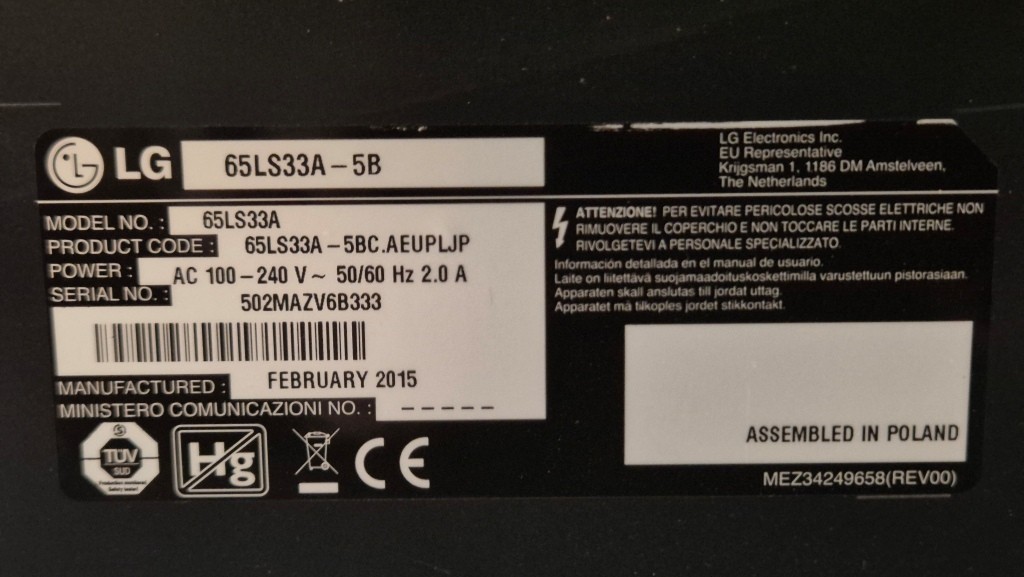 LG 65LS33A-5B
LG Electronics Inc.
EU Representative
Krijgsman 1, 1186 DM Amstelveen,
The Netherlands
MODEL NO. : 65LS33A
PRODUCT CODE : 65LS33A-5BC.AEUPLJP
POWER : AC 100-240 V~ 50/60 Hz 2.0 A
SERIAL NO. : 502MAZV6B333
MANUFACTURED : FEBRUARY 2015
MINISTERO COMUNICAZIONI NO. : -----
ATTENZIONE! PER EVITARE PERICOLOSE SCOSSE ELETTRICHE NON
RIMUOVERE IL COPERCHIO E NON TOCCARE LE PARTI INTERNE.
RIVOLGETEVI A PERSONALE SPECIALIZZATO.
Información detallada en el manual de usuario.
Laite on liitettävä suojamaadoituskoskettimilla varustettuun pistorasiaan.
Apparaten skall anslutas till jordat uttag.
Apparatet må tilkoples jordet stikkontakt.
ASSEMBLED IN POLAND
TÜV
SÜD
Production monitored
Safety tested
Hg
CE
MEZ34249658(REV00)